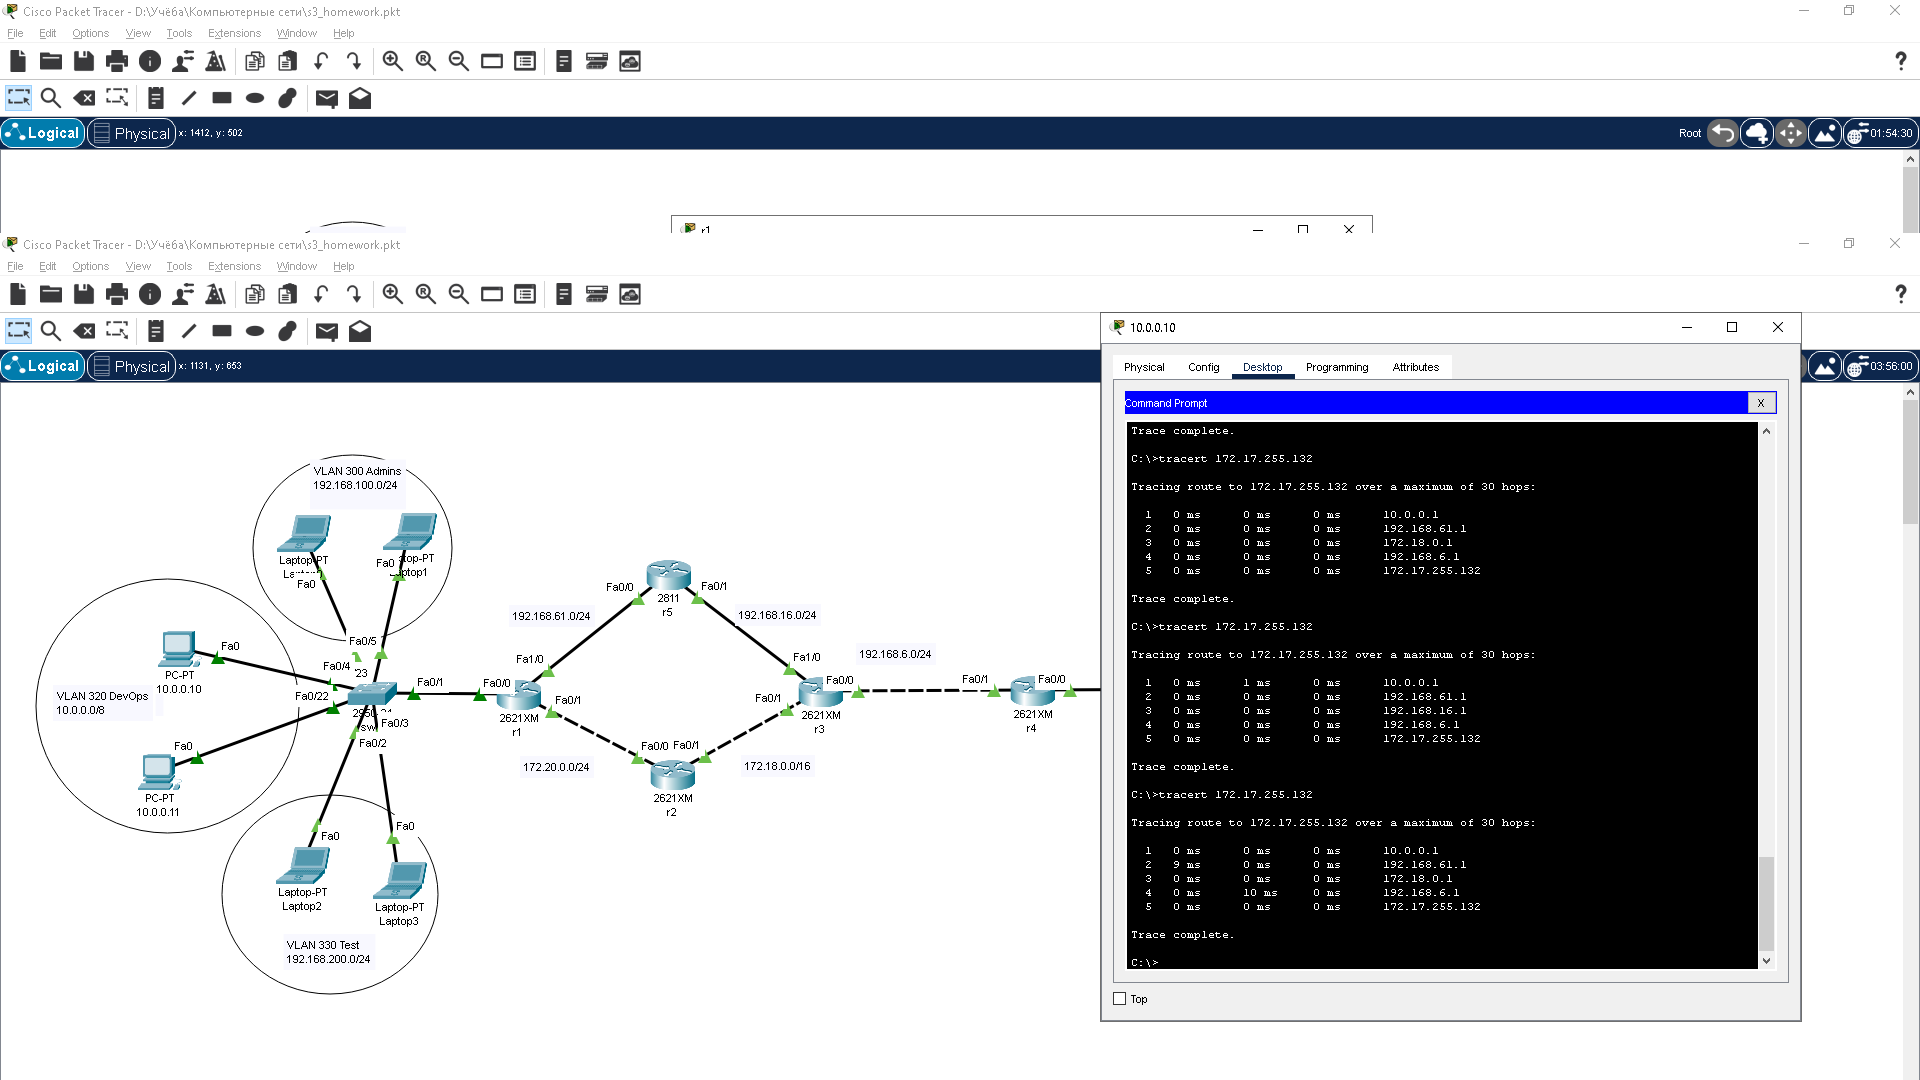 Cisco Packet Tracer - D:\Учёба\Компьютерные сети\s3_homework.pkt
File Edit Options View Tools Extensions Window Help
?
Logical Physical x: 1412, y: 502 Root 01:54:30
r1
Cisco Packet Tracer - D:\Учёба\Компьютерные сети\s3_homework.pkt
File Edit Options View Tools Extensions Window Help
?
Logical Physical x: 1131, y: 653 03:56:00
VLAN 300 Admins
192.168.100.0/24
Laptop-PT
Fa0
Fa0
top-PT
ptop1
VLAN 320 DevOps
10.0.0.0/8
Fa0
PC-PT
10.0.0.10
Fa0
PC-PT
10.0.0.11
Fa0/5
Fa0/4
23
Fa0/22
Fa0/1
Fa0/3
Fa0/2
Fa0
Laptop-PT
Laptop2
Fa0
Laptop-PT
Laptop3
VLAN 330 Test
192.168.200.0/24
Fa0/0
Fa1/0
Fa0/1
2621XM
r1
192.168.61.0/24
172.20.0.0/24
Fa0/0
Fa0/1
2811
r5
192.168.16.0/24
Fa0/0 Fa0/1
2621XM
r2
172.18.0.0/16
Fa1/0
Fa0/0
Fa0/1
2621XM
r3
192.168.6.0/24
Fa0/1
Fa0/0
2621XM
r4
10.0.0.10
Physical Config Desktop Programming Attributes
Command Prompt X
Trace complete.
C:\>tracert 172.17.255.132
Tracing route to 172.17.255.132 over a maximum of 30 hops:
1 0 ms 0 ms 0 ms 10.0.0.1
2 0 ms 0 ms 0 ms 192.168.61.1
3 0 ms 0 ms 0 ms 172.18.0.1
4 0 ms 0 ms 0 ms 192.168.6.1
5 0 ms 0 ms 0 ms 172.17.255.132
Trace complete.
C:\>tracert 172.17.255.132
Tracing route to 172.17.255.132 over a maximum of 30 hops:
1 0 ms 1 ms 0 ms 10.0.0.1
2 0 ms 0 ms 0 ms 192.168.61.1
3 0 ms 0 ms 0 ms 192.168.16.1
4 0 ms 0 ms 0 ms 192.168.6.1
5 0 ms 0 ms 0 ms 172.17.255.132
Trace complete.
C:\>tracert 172.17.255.132
Tracing route to 172.17.255.132 over a maximum of 30 hops:
1 0 ms 0 ms 0 ms 10.0.0.1
2 9 ms 0 ms 0 ms 192.168.61.1
3 0 ms 0 ms 0 ms 172.18.0.1
4 0 ms 10 ms 0 ms 192.168.6.1
5 0 ms 0 ms 0 ms 172.17.255.132
Trace complete.
C:\>
Top